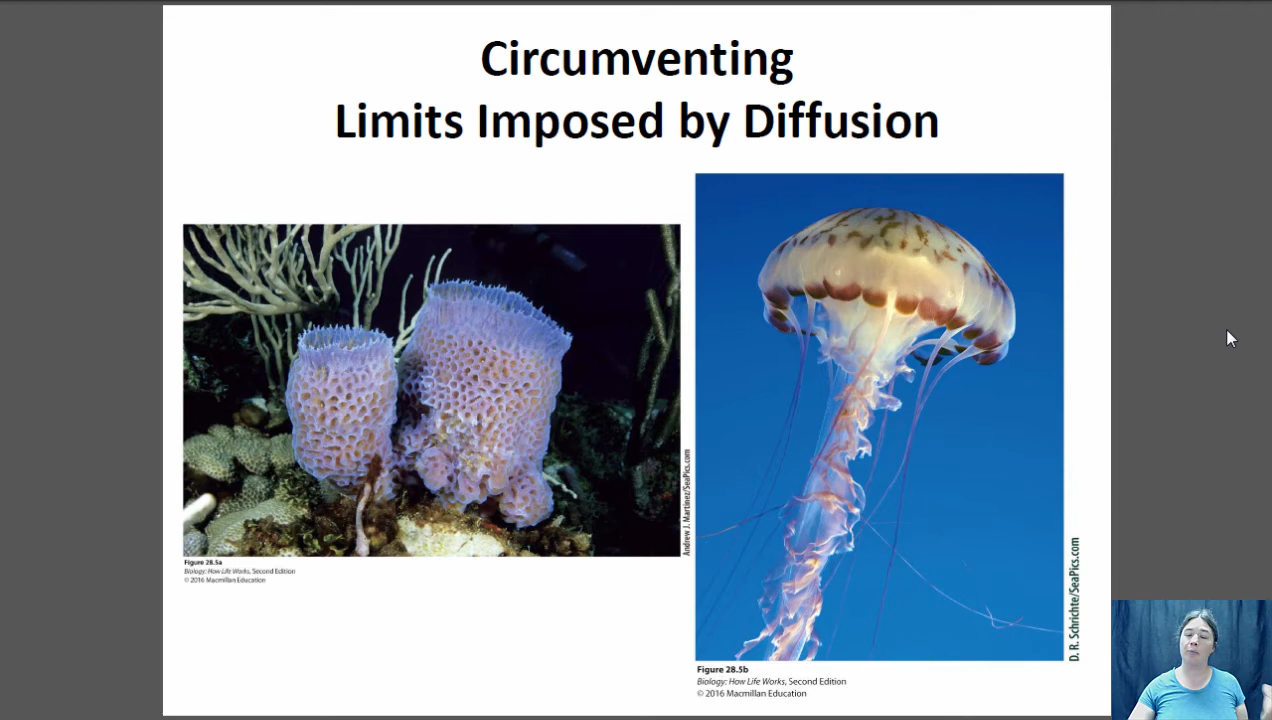 Circumventing
Limits Imposed by Diffusion
Andrew J. Martinez/SeaPics.com
Figure 28.5a
Biology: How Life Works, Second Edition
© 2016 Macmillan Education
D. R. Schrichte/SeaPics.com
Figure 28.5b
Biology: How Life Works, Second Edition
© 2016 Macmillan Education